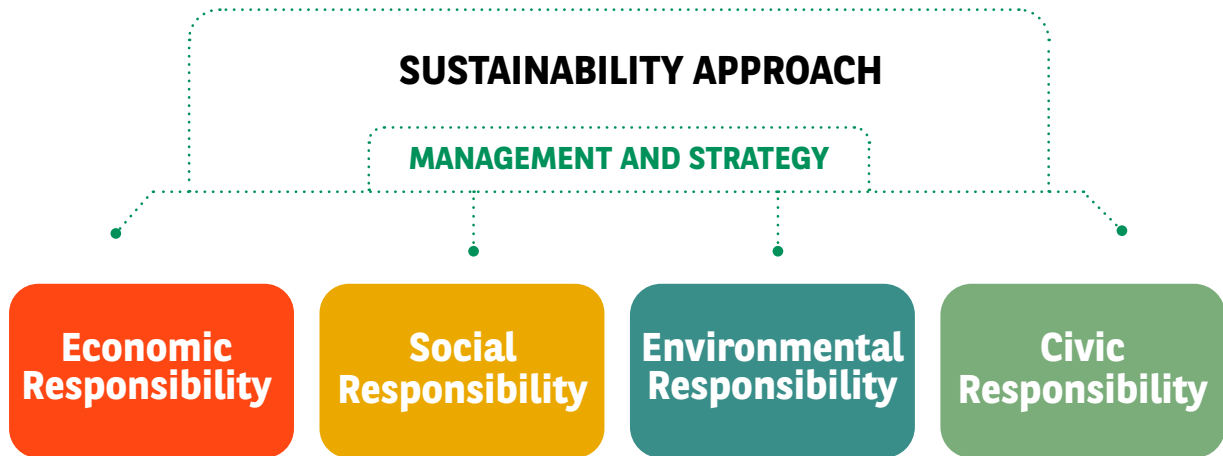 SUSTAINABILITY APPROACH
MANAGEMENT AND STRATEGY
Economic
Responsibility
Social
Responsibility
Environmental
Responsibility
Civic
Responsibility